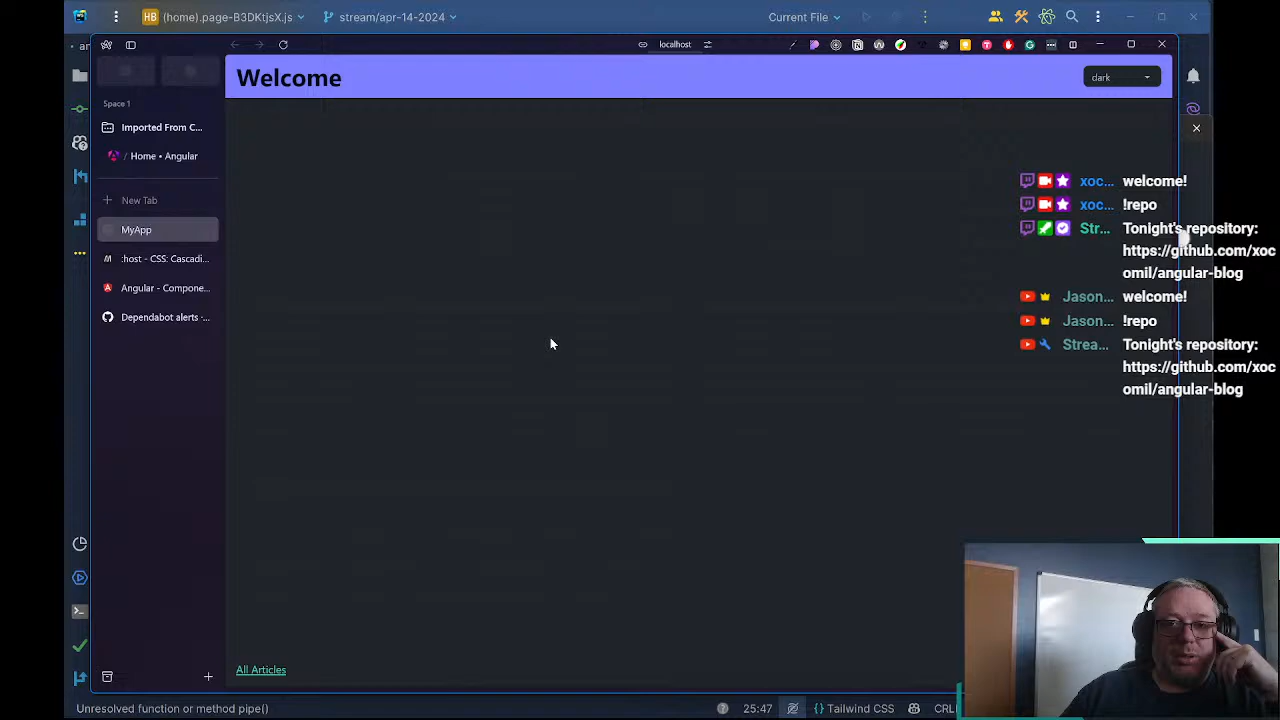 HB (home).page-B3DKtjsX.js
stream/apr-14-2024
Current File
localhost
Welcome
dark
Space 1
Imported From C...
/ Home • Angular
New Tab
MyApp
:host - CSS: Cascadi...
Angular - Compone...
Dependabot alerts ·...
xoc... welcome!
xoc... !repo
Str... Tonight's repository:
https://github.com/xoc
omil/angular-blog
Jason... welcome!
Jason... !repo
Strea... Tonight's repository:
https://github.com/xoc
omil/angular-blog
All Articles
Unresolved function or method pipe()
25:47
{} Tailwind CSS
CRL